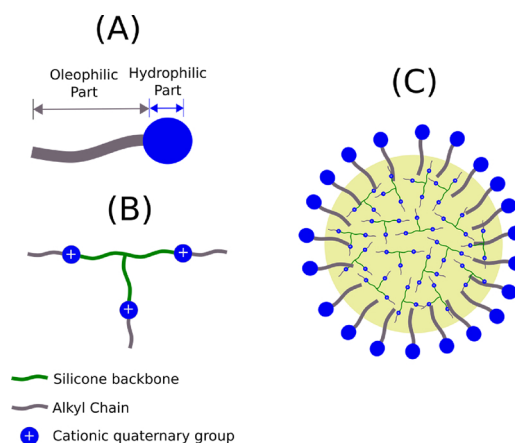 (A)
Oleophilic Hydrophilic
Part Part
(B)
+ +
+
(C)
Silicone backbone
Alkyl Chain
+ Cationic quaternary group